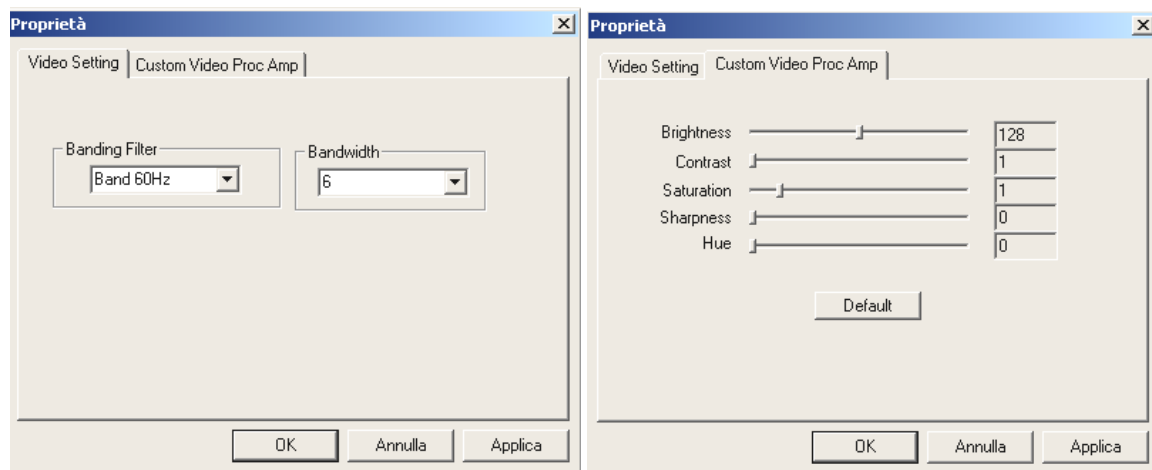 Proprietà
Video Setting Custom Video Proc Amp
Banding Filter Bandwidth
Band 60Hz 6
OK Annulla Applica
Proprietà
Video Setting Custom Video Proc Amp
Brightness 128
Contrast 1
Saturation 1
Sharpness 0
Hue 0
Default
OK Annulla Applica